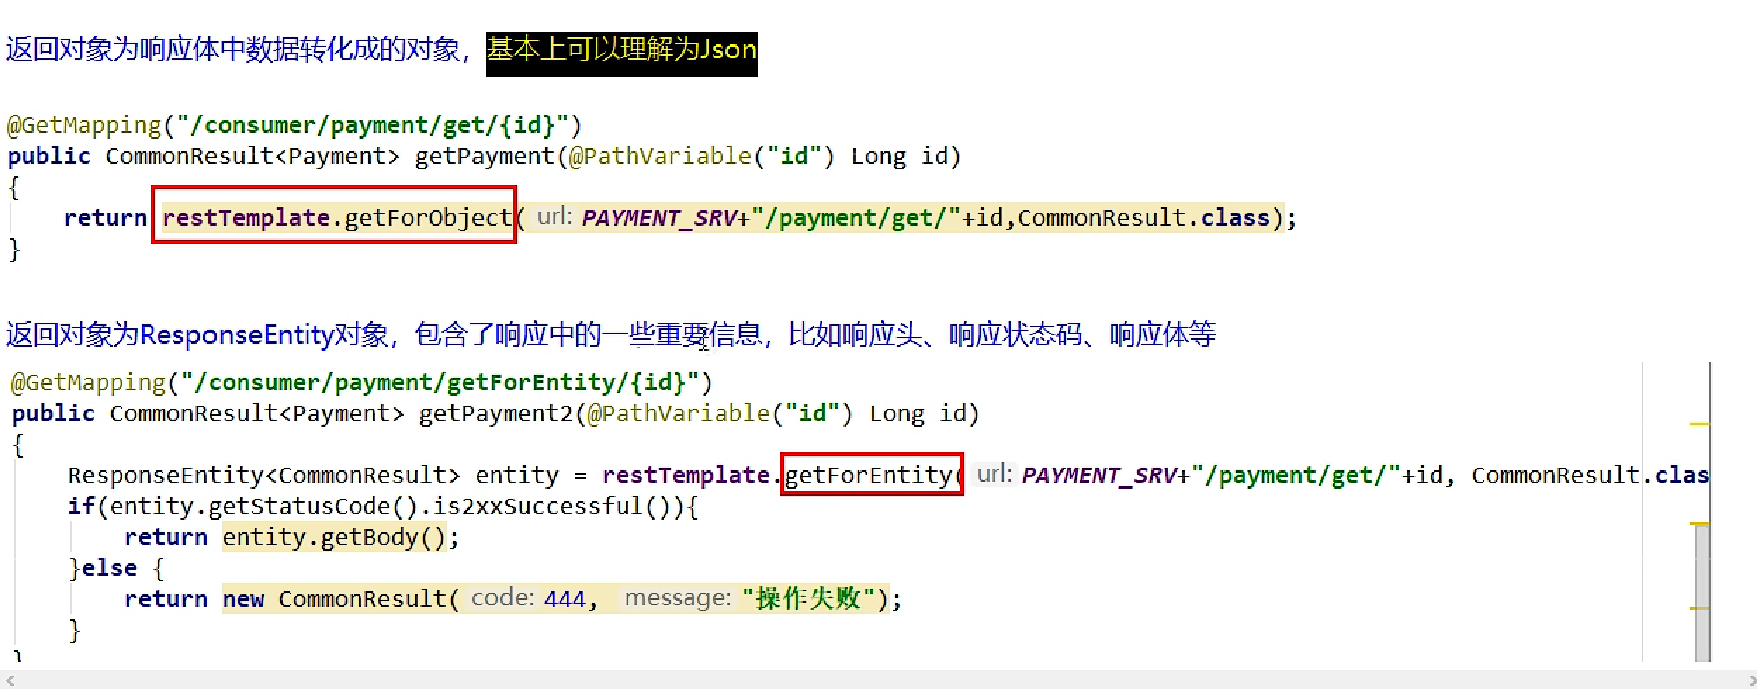 返回对象为响应体中数据转化成的对象，基本上可以理解为Json
@GetMapping("/consumer/payment/get/{id}")
public CommonResult<Payment> getPayment(@PathVariable("id") Long id)
{
return restTemplate.getForObject( url: PAYMENT_SRV+"/payment/get/"+id,CommonResult.class);
}
返回对象为ResponseEntity对象，包含了响应中的一些重要信息，比如响应头、响应状态码、响应体等
@GetMapping("/consumer/payment/getForEntity/{id}")
public CommonResult<Payment> getPayment2(@PathVariable("id") Long id)
{
ResponseEntity<CommonResult> entity = restTemplate.getForEntity( url: PAYMENT_SRV+"/payment/get/"+id, CommonResult.clas
if(entity.getStatusCode().is2xxSuccessful()){
return entity.getBody();
}else {
return new CommonResult( code: 444, message: "操作失败");
}
}